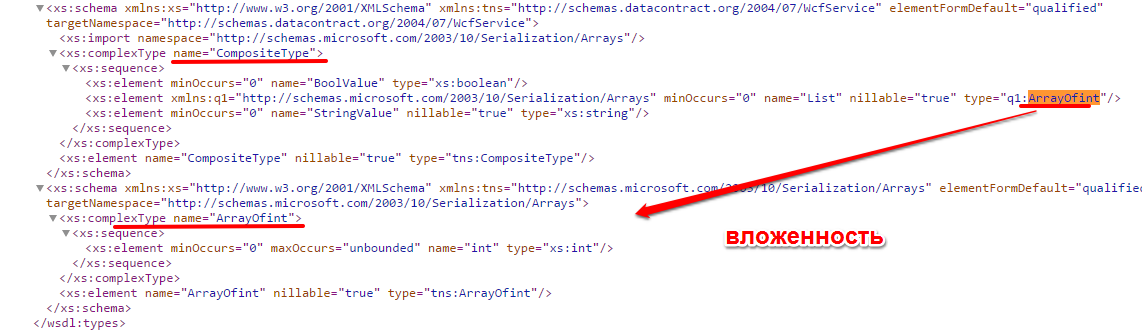 <xs:schema xmlns:xs="http://www.w3.org/2001/XMLSchema" xmlns:tns="http://schemas.datacontract.org/2004/07/WcfService" elementFormDefault="qualified"
targetNamespace="http://schemas.datacontract.org/2004/07/WcfService">
<xs:import namespace="http://schemas.microsoft.com/2003/10/Serialization/Arrays"/>
<xs:complexType name="CompositeType">
<xs:sequence>
<xs:element minOccurs="0" name="BoolValue" type="xs:boolean"/>
<xs:element xmlns:q1="http://schemas.microsoft.com/2003/10/Serialization/Arrays" minOccurs="0" name="List" nillable="true" type="q1:ArrayOfint"/>
<xs:element minOccurs="0" name="StringValue" nillable="true" type="xs:string"/>
</xs:sequence>
</xs:complexType>
<xs:element name="CompositeType" nillable="true" type="tns:CompositeType"/>
</xs:schema>
<xs:schema xmlns:xs="http://www.w3.org/2001/XMLSchema" xmlns:tns="http://schemas.microsoft.com/2003/10/Serialization/Arrays" elementFormDefault="qualified
targetNamespace="http://schemas.microsoft.com/2003/10/Serialization/Arrays">
<xs:complexType name="ArrayOfint">
<xs:sequence>
вложенность
<xs:element minOccurs="0" maxOccurs="unbounded" name="int" type="xs:int"/>
</xs:sequence>
</xs:complexType>
<xs:element name="ArrayOfint" nillable="true" type="tns:ArrayOfint"/>
</xs:schema>
</wsdl:types>